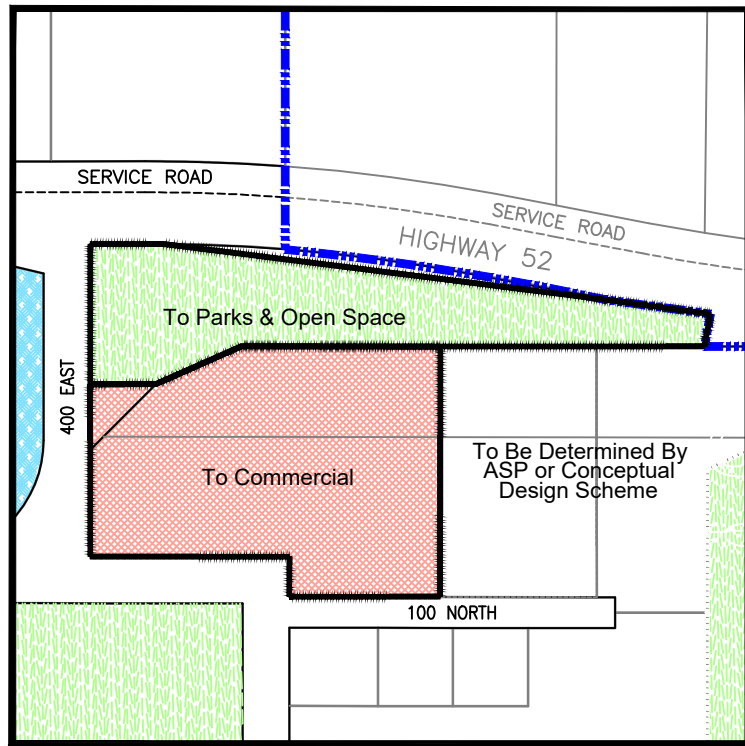 SERVICE ROAD
SERVICE ROAD
HIGHWAY 52
To Parks & Open Space
400 EAST
To Commercial
To Be Determined By
ASP or Conceptual
Design Scheme
100 NORTH